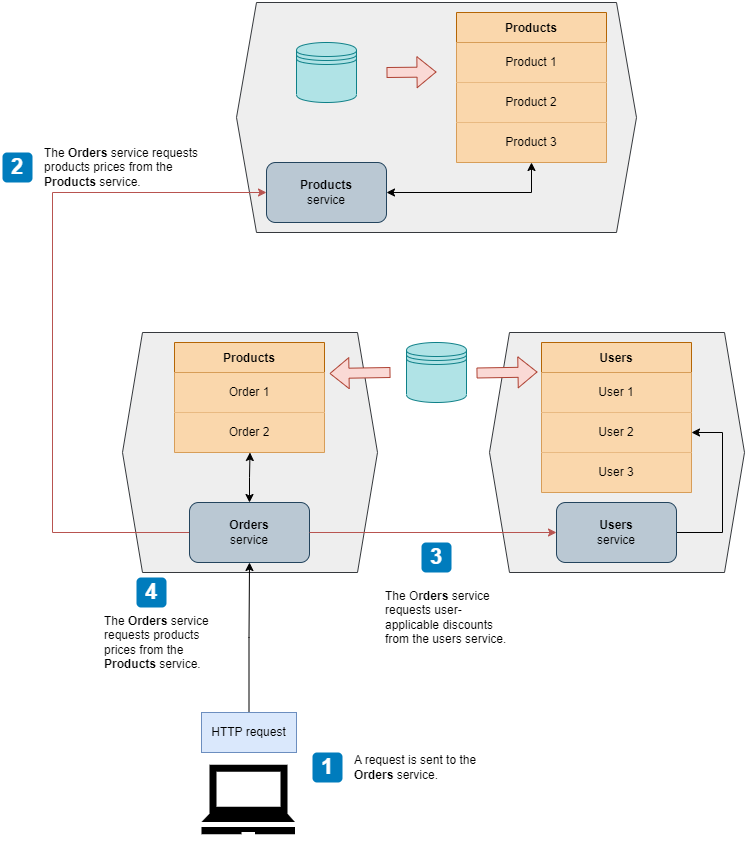 Products
Product 1
Product 2
Product 3
2
The Orders service requests
products prices from the
Products service.
Products
service
Products
Order 1
Order 2
Users
User 1
User 2
User 3
Orders
service
Users
service
3
The Orders service
requests user-
applicable discounts
from the users service.
4
The Orders service
requests products
prices from the
Products service.
HTTP request
1
A request is sent to the
Orders service.